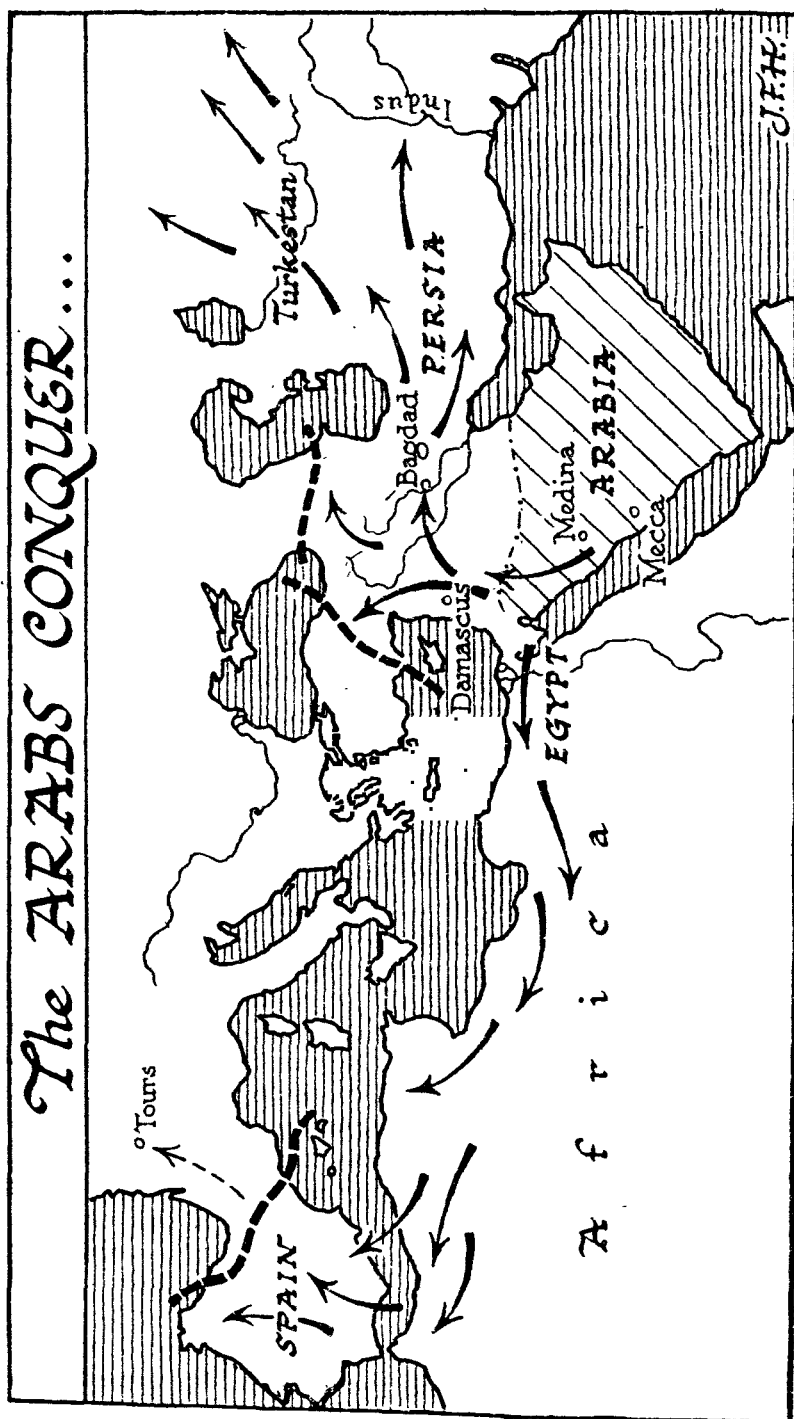 The ARABS CONQUER...
Tours
SPAIN
Africa
EGYPT
Damascus
Medina
Mecca
ARABIA
Bagdad
PERSIA
Turkestan
Indus
J.F.H.